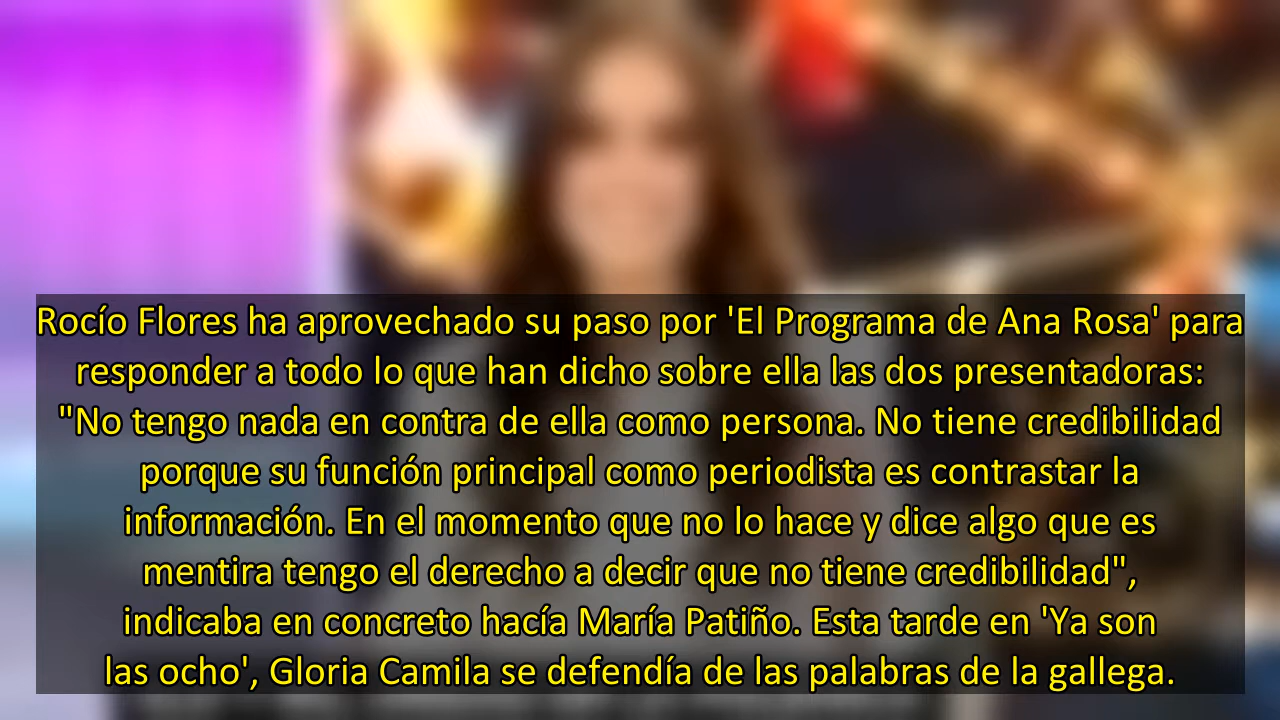 Rocío Flores ha aprovechado su paso por 'El Programa de Ana Rosa' para
responder a todo lo que han dicho sobre ella las dos presentadoras:
"No tengo nada en contra de ella como persona. No tiene credibilidad
porque su función principal como periodista es contrastar la
información. En el momento que no lo hace y dice algo que es
mentira tengo el derecho a decir que no tiene credibilidad",
indicaba en concreto hacía María Patiño. Esta tarde en 'Ya son
las ocho', Gloria Camila se defendía de las palabras de la gallega.